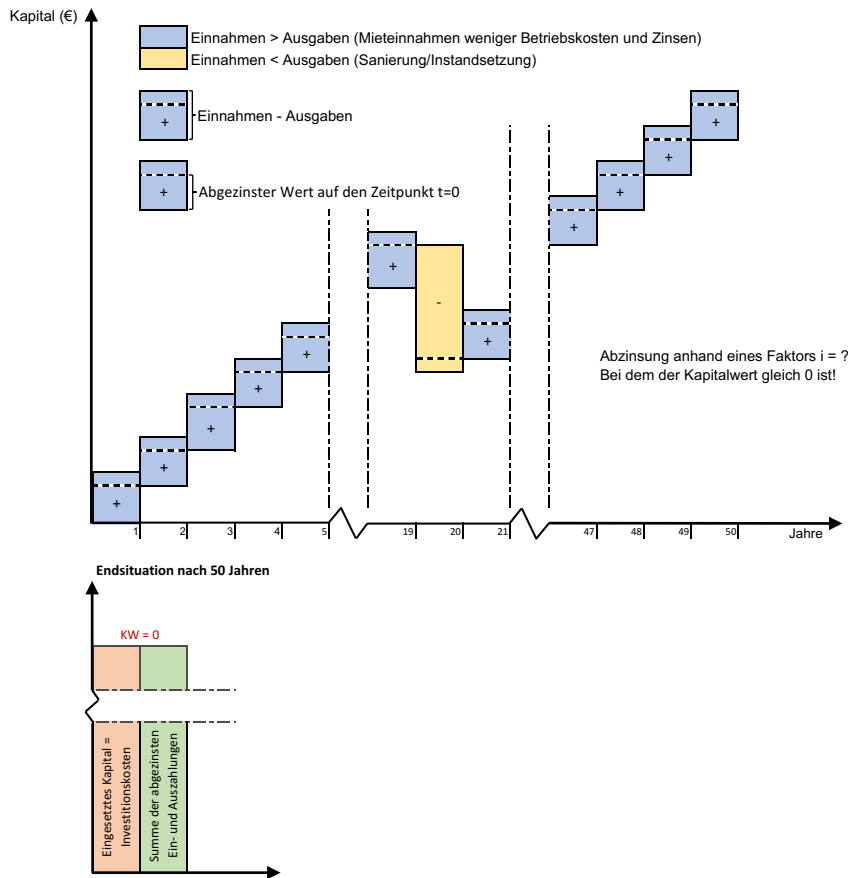 Kapital (€)
Einnahmen > Ausgaben (Mieteinnahmen weniger Betriebskosten und Zinsen)
Einnahmen < Ausgaben (Sanierung/Instandsetzung)
+
Einnahmen - Ausgaben
+
Abgezinster Wert auf den Zeitpunkt t=0
+
+
+
+
+
+
-
+
+
+
+
+
Abzinsung anhand eines Faktors i = ?
Bei dem der Kapitalwert gleich 0 ist!
1 2 3 4 5 19 20 21 47 48 49 50
Jahre
Endsituation nach 50 Jahren
KW = 0
Eingesetztes Kapital =
Investitionskosten
Summe der abgezinsten
Ein- und Auszahlungen